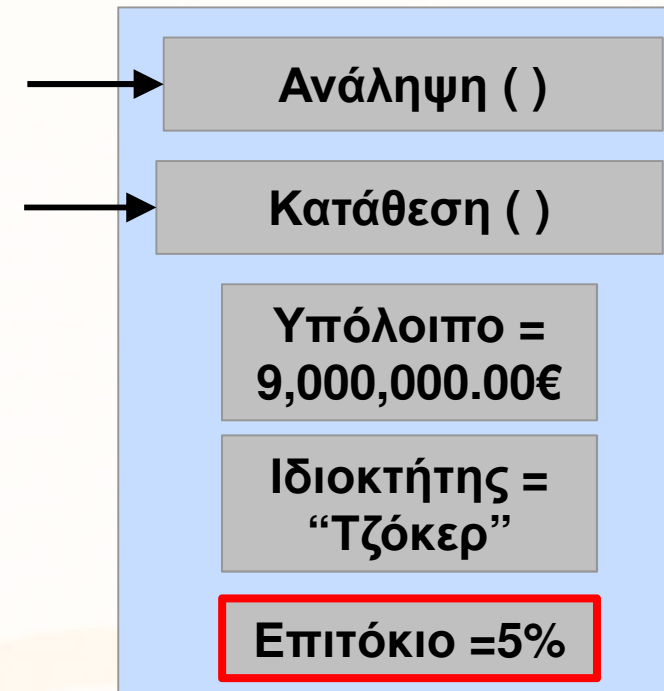 Ανάληψη ( )
Κατάθεση ( )
Υπόλοιπο =
9,000,000.00€
Ιδιοκτήτης =
“Τζόκερ”
Επιτόκιο =5%